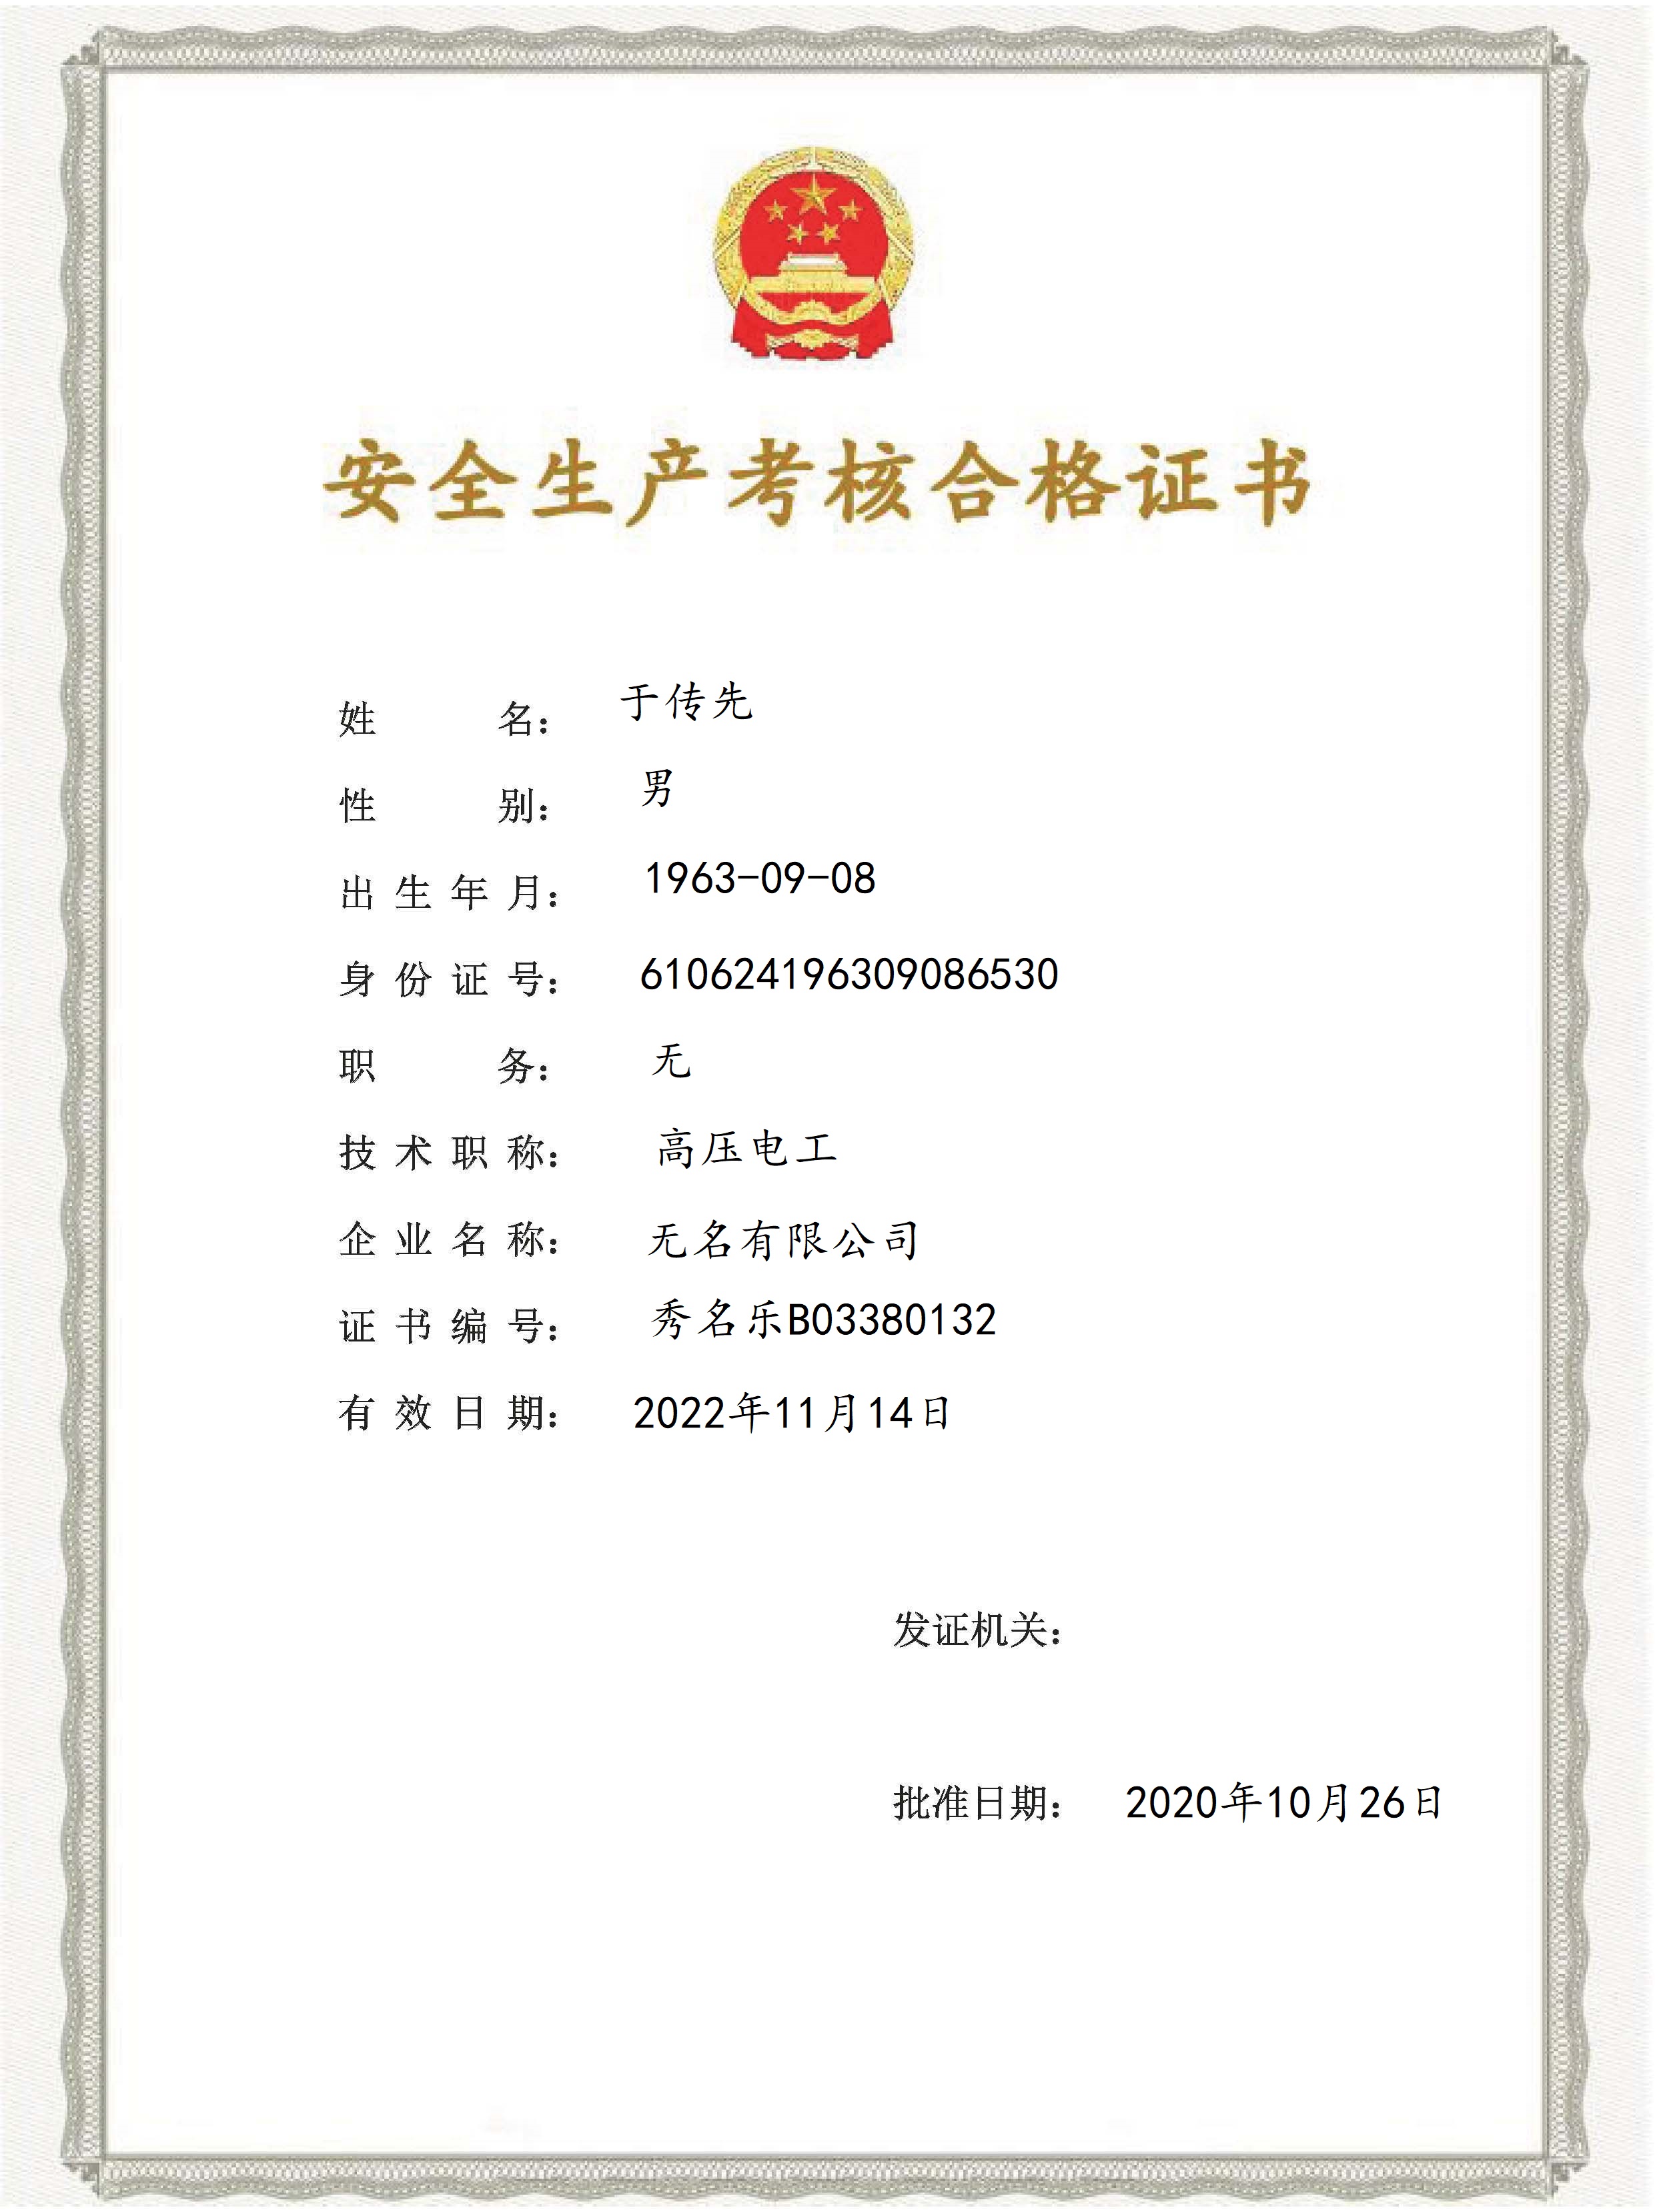 安全生产考核合格证书
姓名： 于传先
性别： 男
出生年月： 1963-09-08
身份证号： 610624196309086530
职务： 无
技术职称： 高压电工
企业名称： 无名有限公司
证书编号： 秀名乐B03380132
有效日期： 2022年11月14日
发证机关：
批准日期： 2020年10月26日